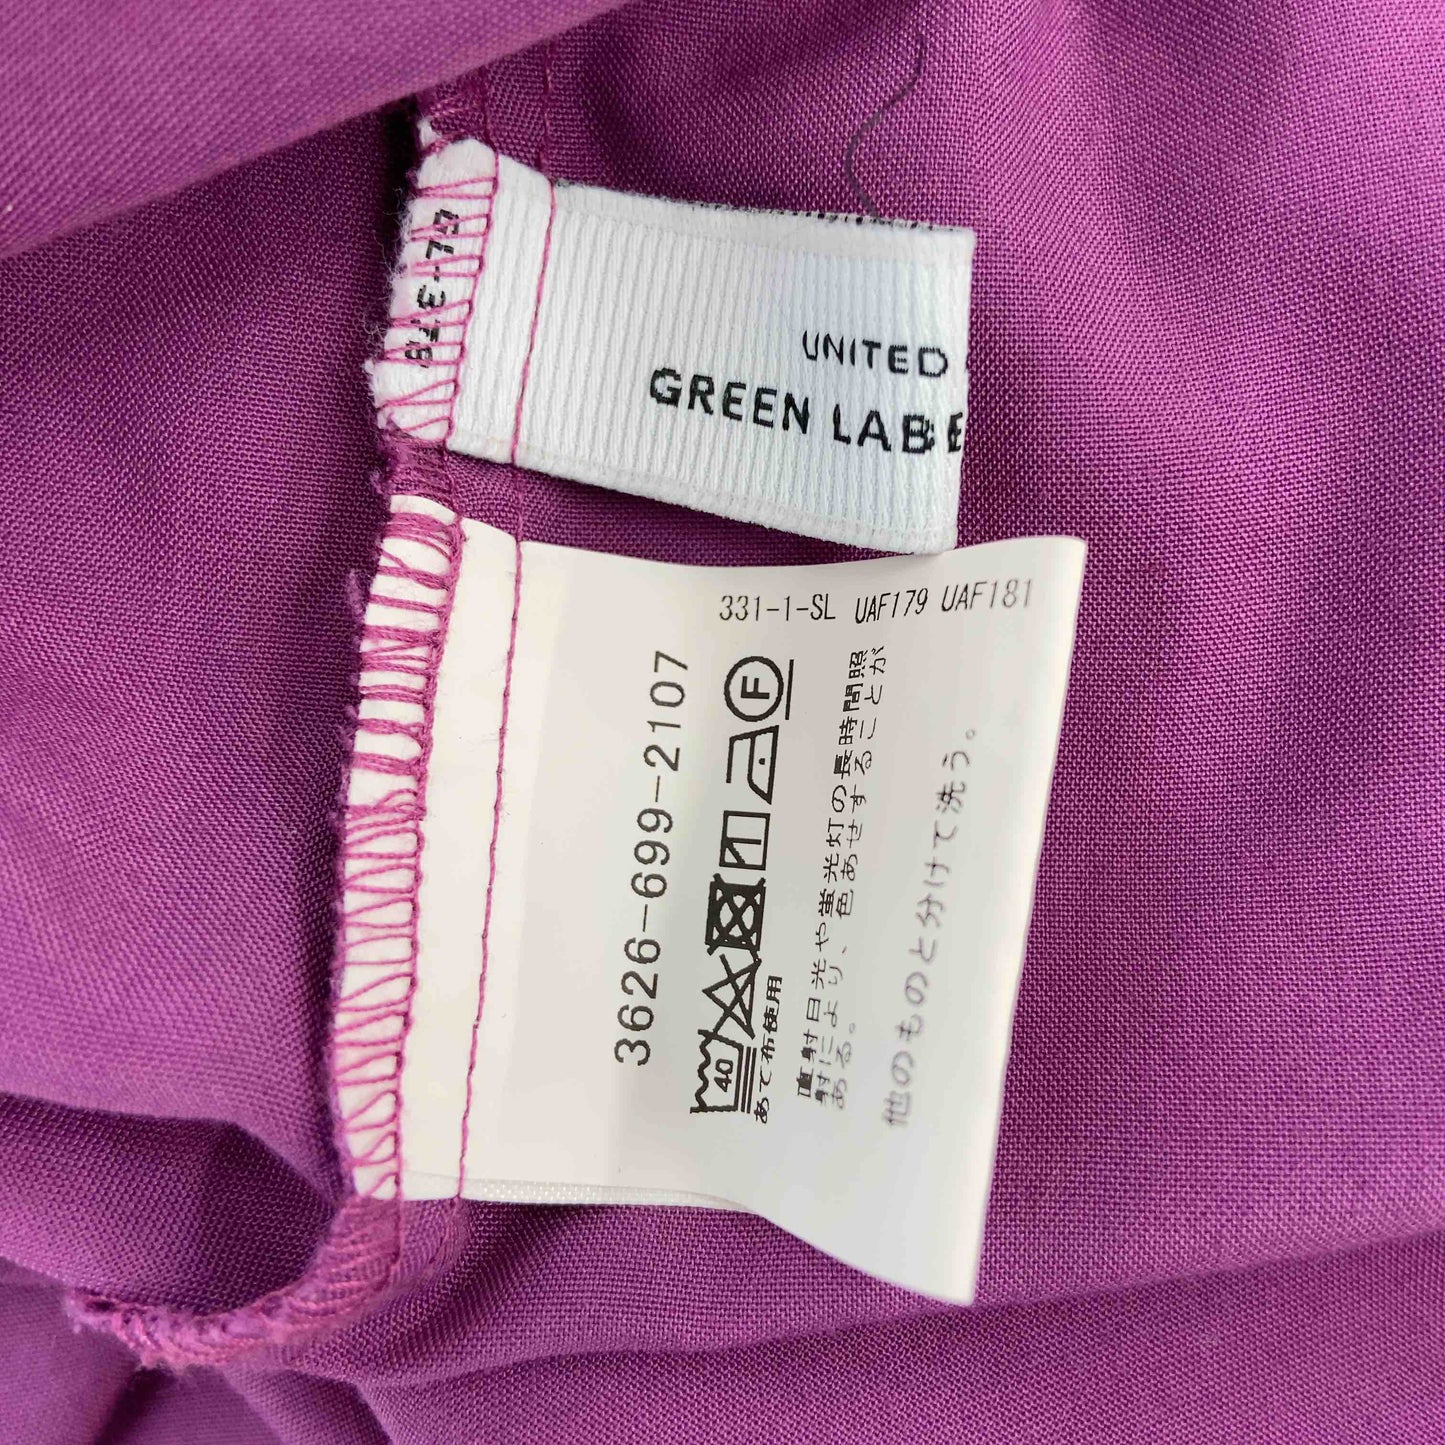 UNITED
GREEN LABE
331-1-SL UAF179 UAF181
3626-699-2107
40
F
あて布使用
直射日光や蛍光灯の長時間照
射により、色あせすることが
ある。
他のものと分けて洗う。